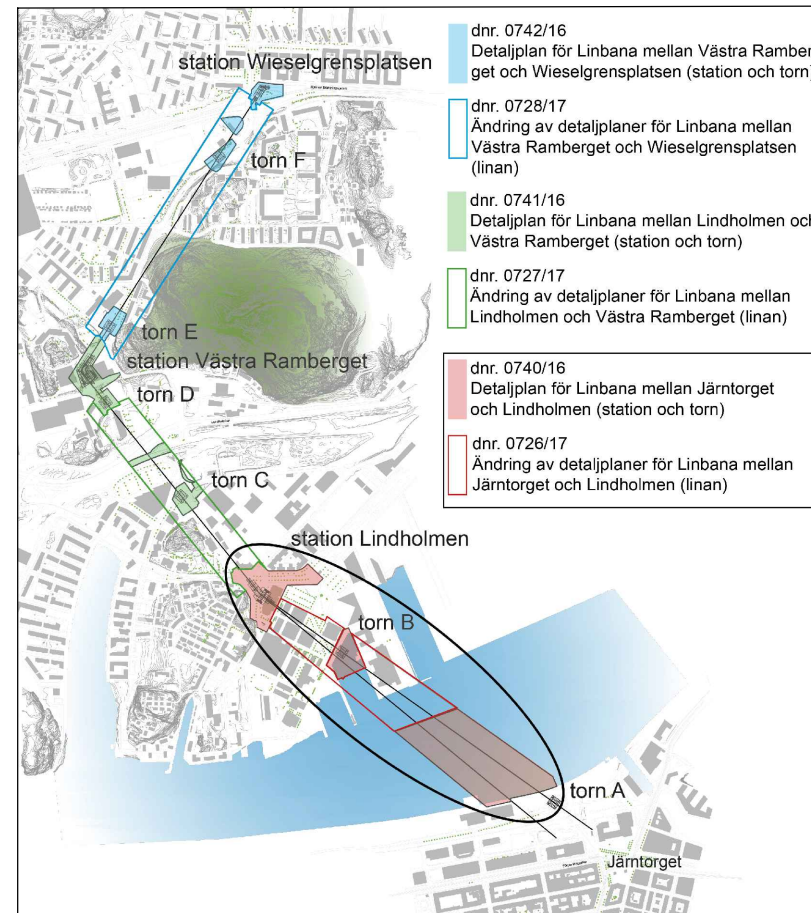 station Wieselgrensplatsen
torn F
torn E
station Västra Ramberget
torn D
torn C
station Lindholmen
torn B
torn A
Järntorget
dnr. 0742/16
Detaljplan för Linbana mellan Västra Ramber
get och Wieselgrensplatsen (station och torn)
dnr. 0728/17
Ändring av detaljplaner för Linbana mellan
Västra Ramberget och Wieselgrensplatsen
(linan)
dnr. 0741/16
Detaljplan för Linbana mellan Lindholmen och
Västra Ramberget (station och torn)
dnr. 0727/17
Ändring av detaljplaner för Linbana mellan
Lindholmen och Västra Ramberget (linan)
dnr. 0740/16
Detaljplan för Linbana mellan Järntorget
och Lindholmen (station och torn)
dnr. 0726/17
Ändring av detaljplaner för Linbana mellan
Järntorget och Lindholmen (linan)